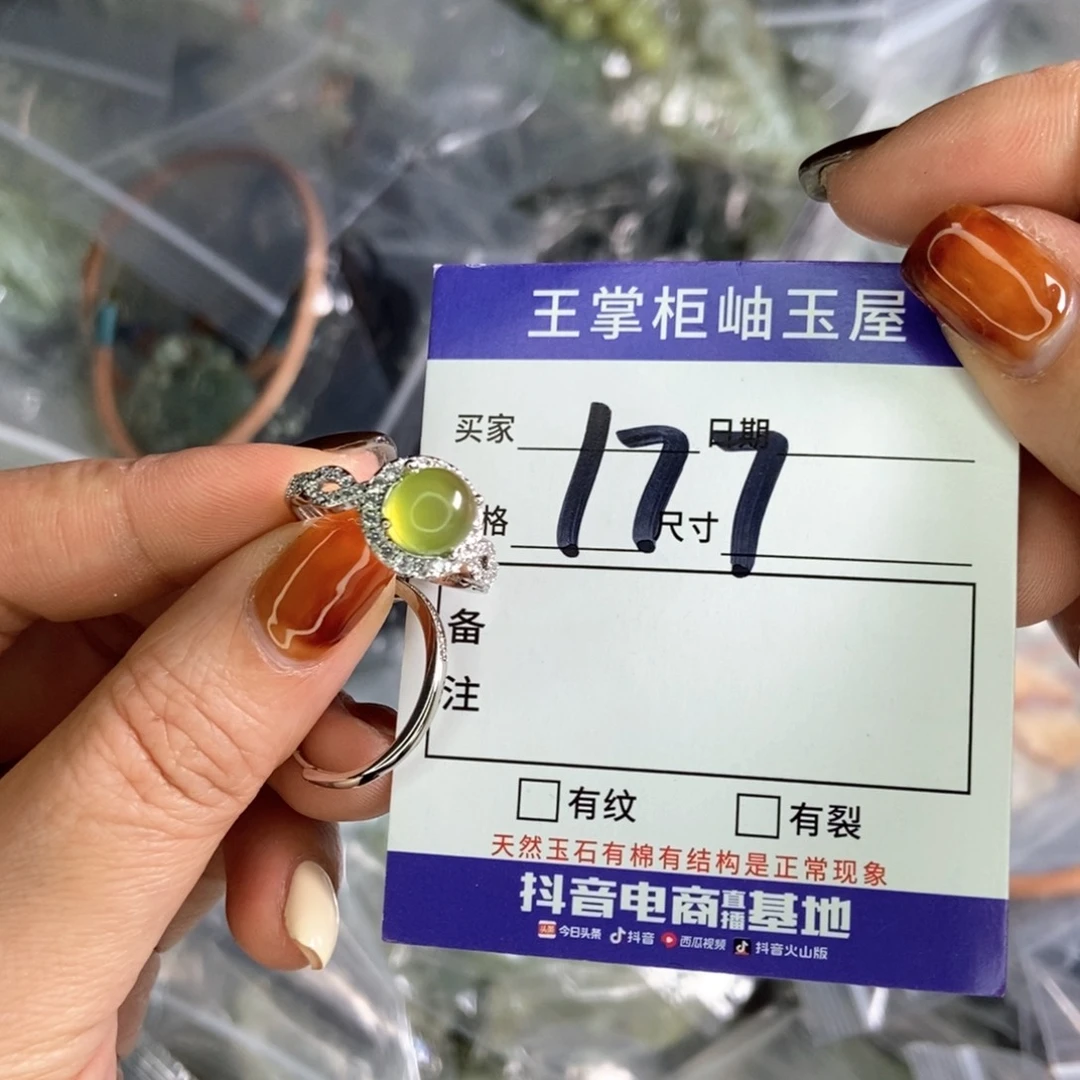 王掌柜岫玉屋
买家 日期
177
格 尺寸
备
注
有纹 有裂
天然玉石有棉有结构是正常现象
抖音电商直播基地
头条 今日头条 抖音 西瓜视频 抖音火山版